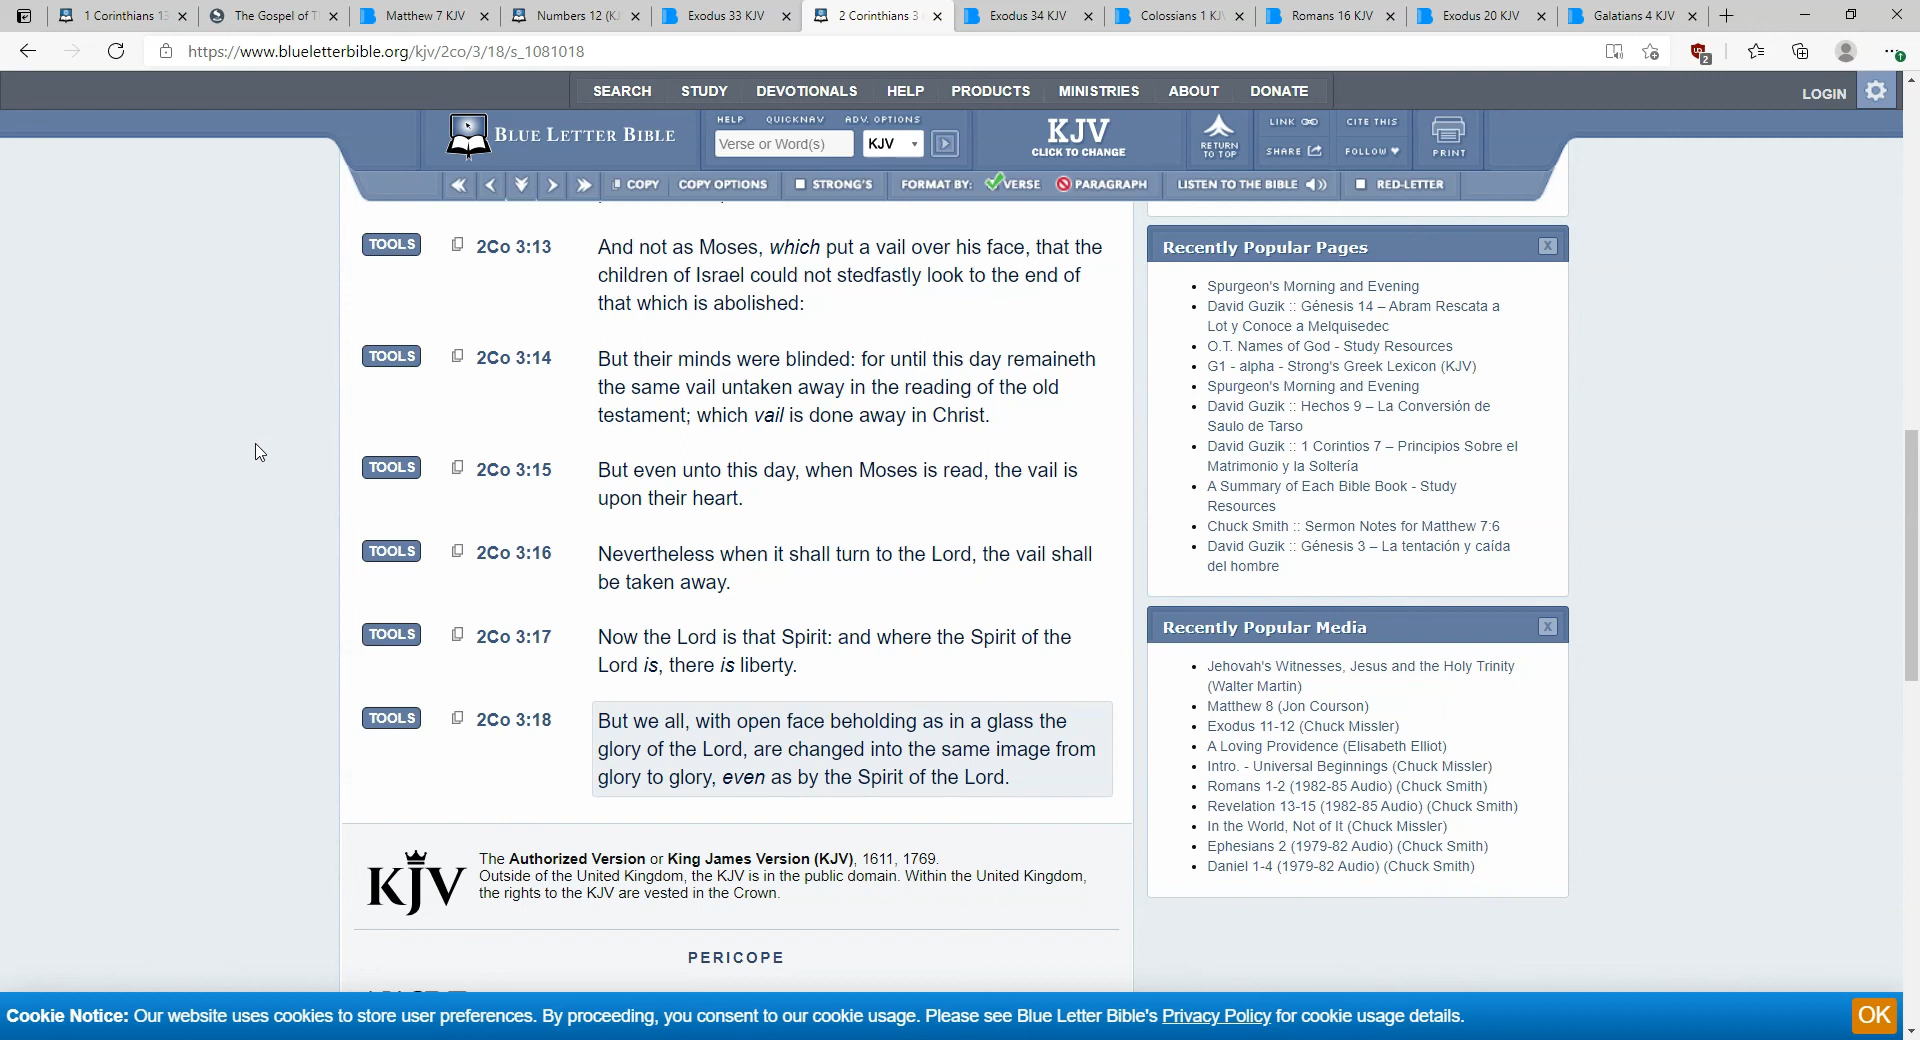 1 Corinthians 13
The Gospel of T
Matthew 7 KJV
Numbers 12 (K
Exodus 33 KJV
2 Corinthians 3
Exodus 34 KJV
Colossians 1 KJ
Romans 16 KJV
Exodus 20 KJV
Galatians 4 KJV
https://www.blueletterbible.org/kjv/2co/3/18/s_1081018
2
SEARCH STUDY DEVOTIONALS HELP PRODUCTS MINISTRIES ABOUT DONATE
LOGIN
BLUE LETTER BIBLE
HELP QUICKNAV ADV. OPTIONS
Verse or Word(s)
KJV
KJV
CLICK TO CHANGE
RETURN
TO TOP
LINK
CITE THIS
SHARE
FOLLOW
PRINT
COPY COPY OPTIONS STRONG'S FORMAT BY: VERSE PARAGRAPH LISTEN TO THE BIBLE RED-LETTER
TOOLS 2Co 3:13 And not as Moses, which put a vail over his face, that the
children of Israel could not stedfastly look to the end of
that which is abolished:
TOOLS 2Co 3:14 But their minds were blinded: for until this day remaineth
the same vail untaken away in the reading of the old
testament; which vail is done away in Christ.
TOOLS 2Co 3:15 But even unto this day, when Moses is read, the vail is
upon their heart.
TOOLS 2Co 3:16 Nevertheless when it shall turn to the Lord, the vail shall
be taken away.
TOOLS 2Co 3:17 Now the Lord is that Spirit: and where the Spirit of the
Lord is, there is liberty.
TOOLS 2Co 3:18 But we all, with open face beholding as in a glass the
glory of the Lord, are changed into the same image from
glory to glory, even as by the Spirit of the Lord.
KJV
The Authorized Version or King James Version (KJV), 1611, 1769.
Outside of the United Kingdom, the KJV is in the public domain. Within the United Kingdom,
the rights to the KJV are vested in the Crown.
PERICOPE
Recently Popular Pages
X
Spurgeon's Morning and Evening
David Guzik :: Génesis 14 – Abram Rescata a
Lot y Conoce a Melquisedec
O.T. Names of God - Study Resources
G1 - alpha - Strong's Greek Lexicon (KJV)
Spurgeon's Morning and Evening
David Guzik :: Hechos 9 – La Conversión de
Saulo de Tarso
David Guzik :: 1 Corintios 7 – Principios Sobre el
Matrimonio y la Soltería
A Summary of Each Bible Book - Study
Resources
Chuck Smith :: Sermon Notes for Matthew 7:6
David Guzik :: Génesis 3 – La tentación y caída
del hombre
Recently Popular Media
X
Jehovah's Witnesses, Jesus and the Holy Trinity
(Walter Martin)
Matthew 8 (Jon Courson)
Exodus 11-12 (Chuck Missler)
A Loving Providence (Elisabeth Elliot)
Intro. - Universal Beginnings (Chuck Missler)
Romans 1-2 (1982-85 Audio) (Chuck Smith)
Revelation 13-15 (1982-85 Audio) (Chuck Smith)
In the World, Not of It (Chuck Missler)
Ephesians 2 (1979-82 Audio) (Chuck Smith)
Daniel 1-4 (1979-82 Audio) (Chuck Smith)
Cookie Notice: Our website uses cookies to store user preferences. By proceeding, you consent to our cookie usage. Please see Blue Letter Bible's Privacy Policy for cookie usage details.
OK